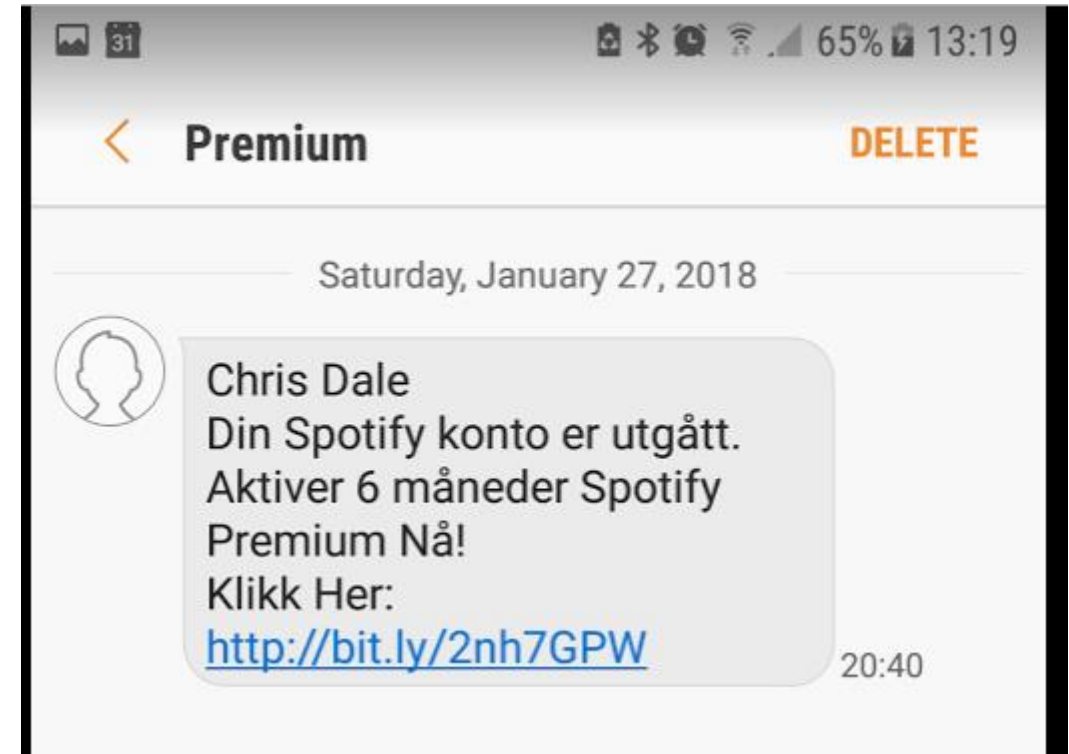 31 65% 13:19
Premium DELETE
Saturday, January 27, 2018
Chris Dale
Din Spotify konto er utgått.
Aktiver 6 måneder Spotify
Premium Nå!
Klikk Her:
http://bit.ly/2nh7GPW
20:40